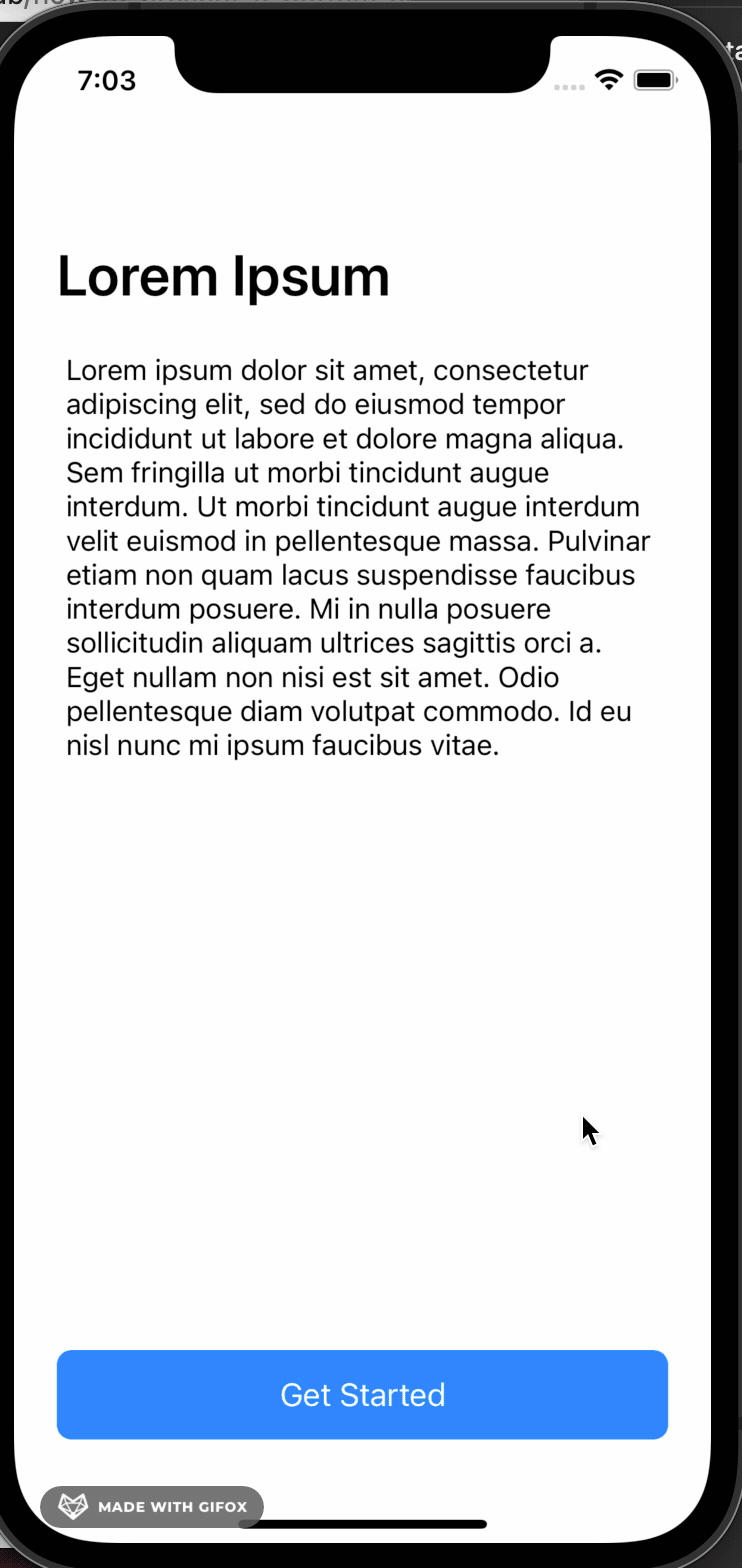 7:03
Lorem Ipsum
Lorem ipsum dolor sit amet, consectetur
adipiscing elit, sed do eiusmod tempor
incididunt ut labore et dolore magna aliqua.
Sem fringilla ut morbi tincidunt augue
interdum. Ut morbi tincidunt augue interdum
velit euismod in pellentesque massa. Pulvinar
etiam non quam lacus suspendisse faucibus
interdum posuere. Mi in nulla posuere
sollicitudin aliquam ultrices sagittis orci a.
Eget nullam non nisi est sit amet. Odio
pellentesque diam volutpat commodo. Id eu
nisl nunc mi ipsum faucibus vitae.
Get Started
MADE WITH GIFOX